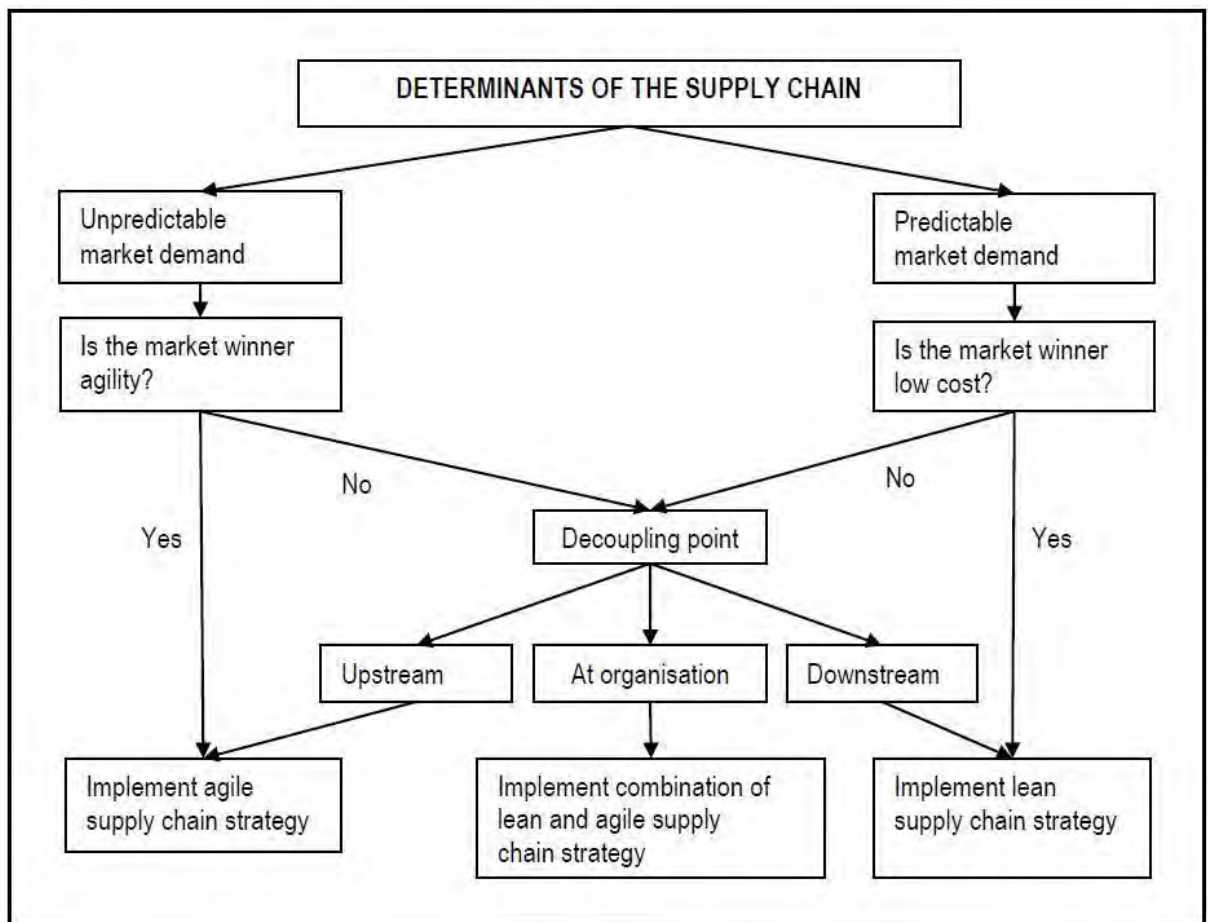 DETERMINANTS OF THE SUPPLY CHAIN
Unpredictable
market demand
Predictable
market demand
Is the market winner
agility?
Is the market winner
low cost?
No
No
Yes
Yes
Decoupling point
Upstream
At organisation
Downstream
Implement agile
supply chain strategy
Implement combination of
lean and agile supply
chain strategy
Implement lean
supply chain strategy